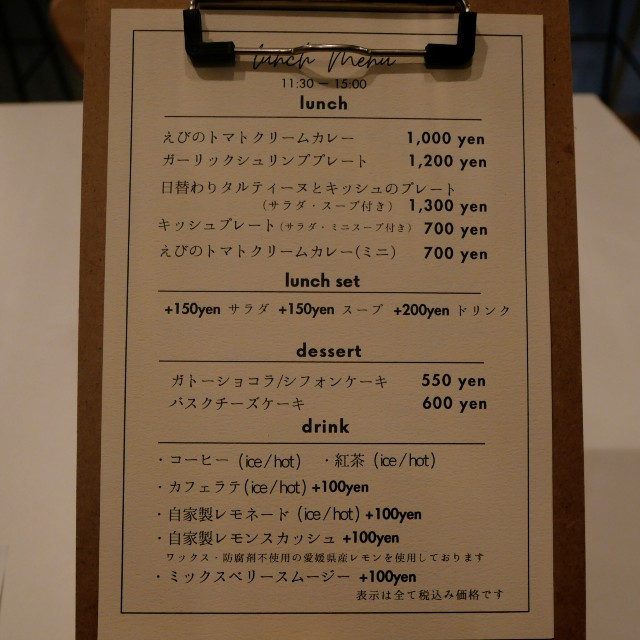 lunch Menu
11:30 － 15:00
lunch
えびのトマトクリームカレー 1,000 yen
ガーリックシュリンププレート 1,200 yen
日替わりタルティーヌとキッシュのプレート
（サラダ・スープ付き） 1,300 yen
キッシュプレート（サラダ・ミニスープ付き） 700 yen
えびのトマトクリームカレー（ミニ） 700 yen
lunch set
+150yen サラダ +150yen スープ +200yen ドリンク
dessert
ガトーショコラ/シフォンケーキ 550 yen
バスクチーズケーキ 600 yen
drink
・コーヒー (ice/hot) ・紅茶 (ice/hot)
・カフェラテ(ice/hot) +100yen
・自家製レモネード (ice/hot) +100yen
・自家製レモンスカッシュ +100yen
ワックス・防腐剤不使用の愛媛県産レモンを使用しております
・ミックスベリースムージー +100yen
表示は全て税込み価格です